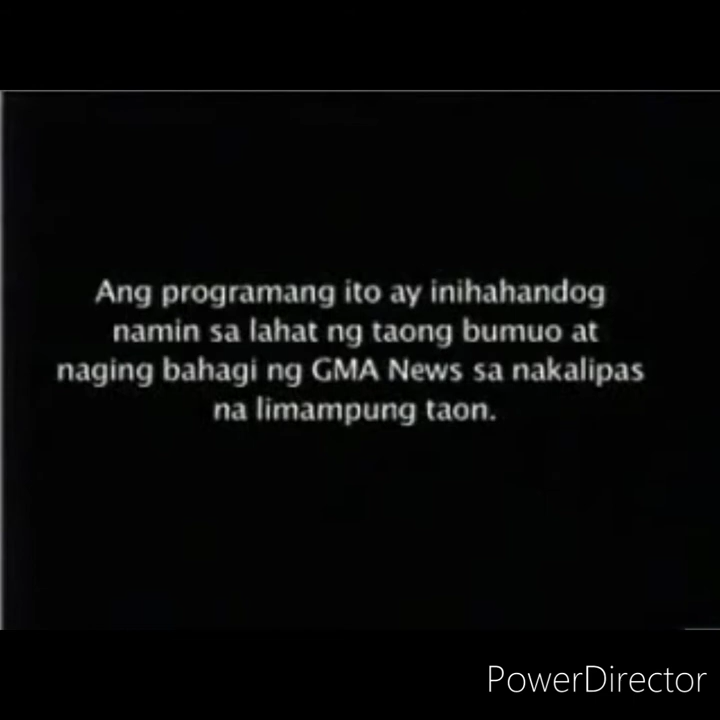 Ang programang ito ay inihahandog
namin sa lahat ng taong bumuo at
naging bahagi ng GMA News sa nakalipas
na limampung taon.
PowerDirector